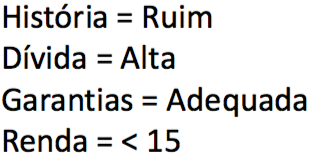 História = Ruim
Dívida = Alta
Garantias = Adequada
Renda = < 15